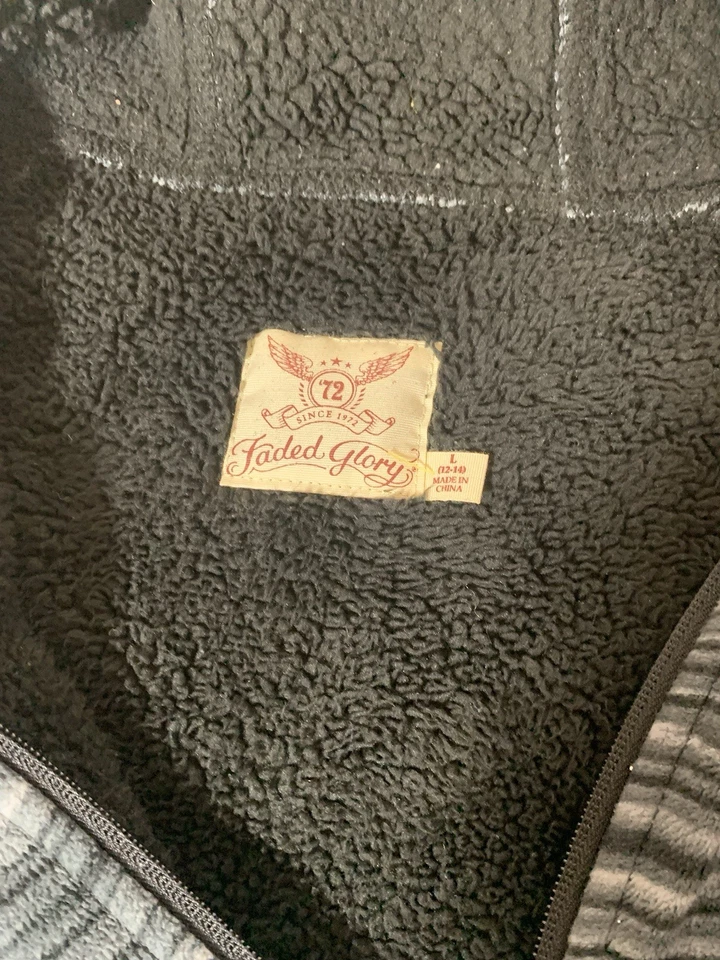 '72
SINCE 1972
Faded Glory
L
(12-14)
MADE IN
CHINA